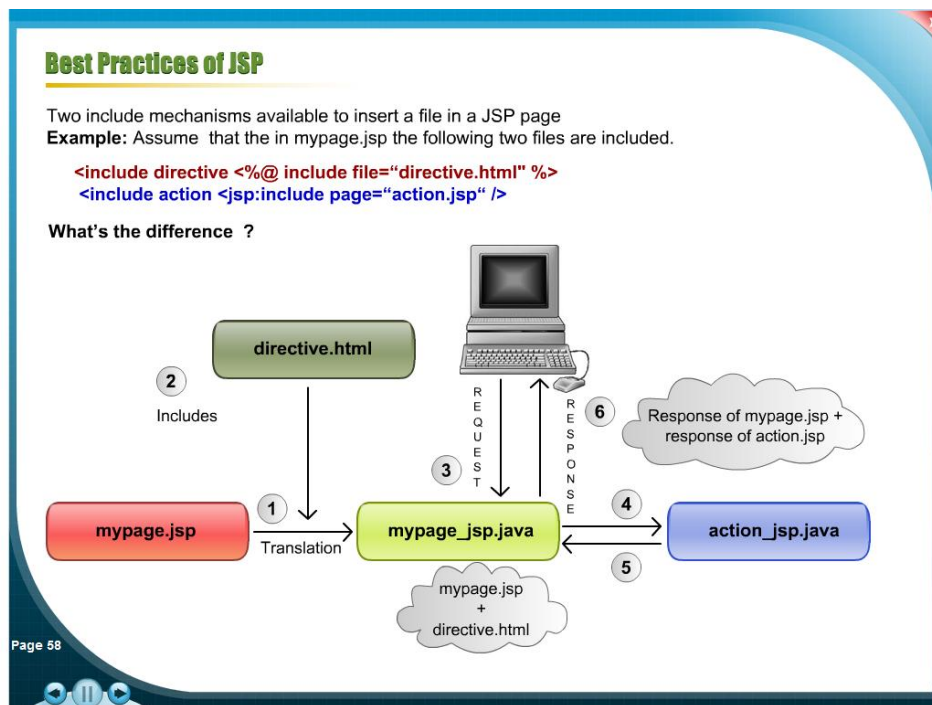 Best Practices of JSP
Two include mechanisms available to insert a file in a JSP page
Example: Assume  that the in mypage.jsp the following two files are included.
<include directive <%@ include file=“directive.html" %>
<include action <jsp:include page=“action.jsp“ />
What’s the difference  ?
directive.html
2
Includes
REQUEST
RESPONSE
6
Response of mypage.jsp +
response of action.jsp
3
mypage.jsp
1
Translation
mypage_jsp.java
4
5
action_jsp.java
mypage.jsp
+
directive.html
Page 58